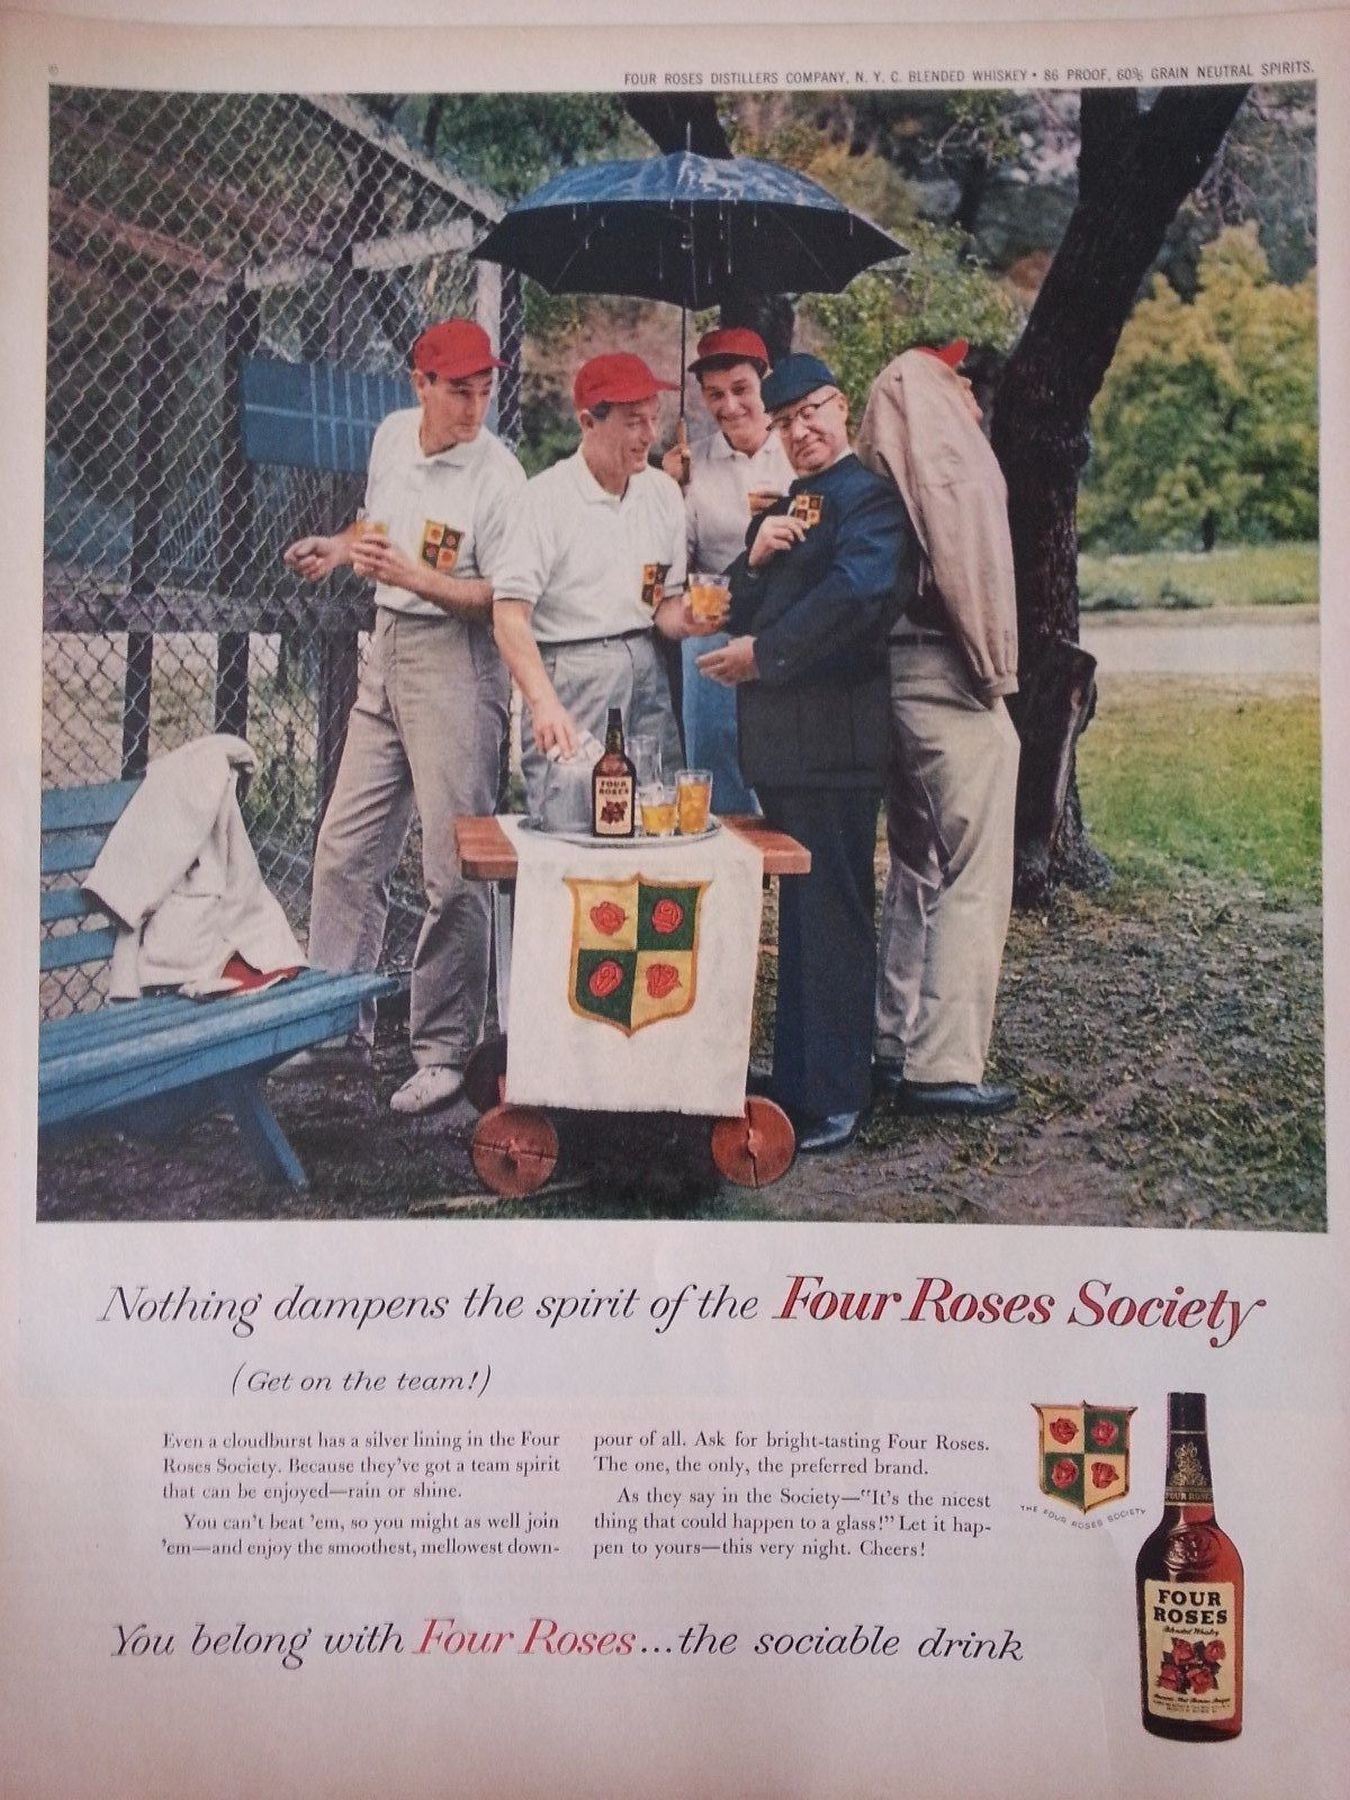 FOUR ROSES DISTILLERS COMPANY, N. Y. C. BLENDED WHISKEY • 86 PROOF, 60% GRAIN NEUTRAL SPIRITS.
FOUR
ROSES
Nothing dampens the spirit of the Four Roses Society
(Get on the team!)
Even a cloudburst has a silver lining in the Four
Roses Society. Because they've got a team spirit
that can be enjoyed—rain or shine.
You can't beat 'em, so you might as well join
'em—and enjoy the smoothest, mellowest down-
pour of all. Ask for bright-tasting Four Roses.
The one, the only, the preferred brand.
As they say in the Society—"It's the nicest
thing that could happen to a glass!" Let it hap-
pen to yours—this very night. Cheers!
THE FOUR ROSES SOCIETY
FOUR ROSES
FOUR
ROSES
Blended Whiskey
You belong with Four Roses...the sociable drink